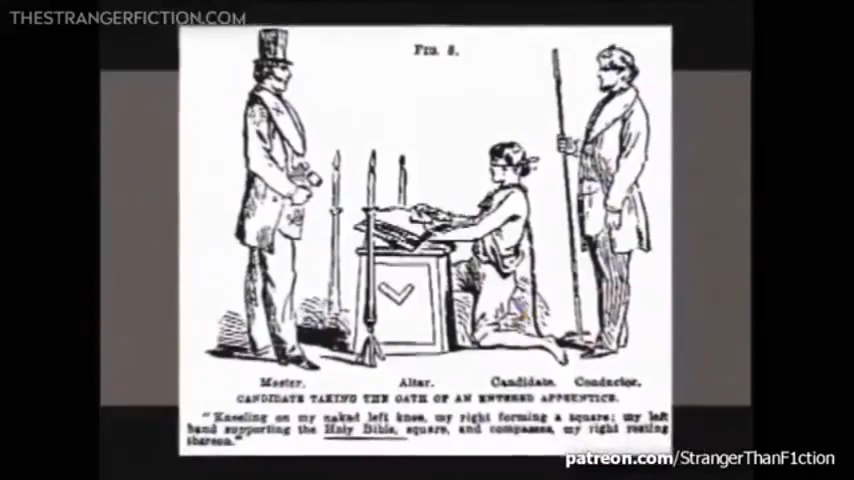 THESTRANGERFICTION.COM
FIG. 8.
Master. Altar. Candidate. Conductor.
CANDIDATE TAKING THE OATH OF AN ENTERED APPRENTICE.
"Kneeling on my naked left knee, my right forming a square; my left
hand supporting the Holy Bible, square, and compasses, my right resting
thereon."
patreon.com/StrangerThanF1ction